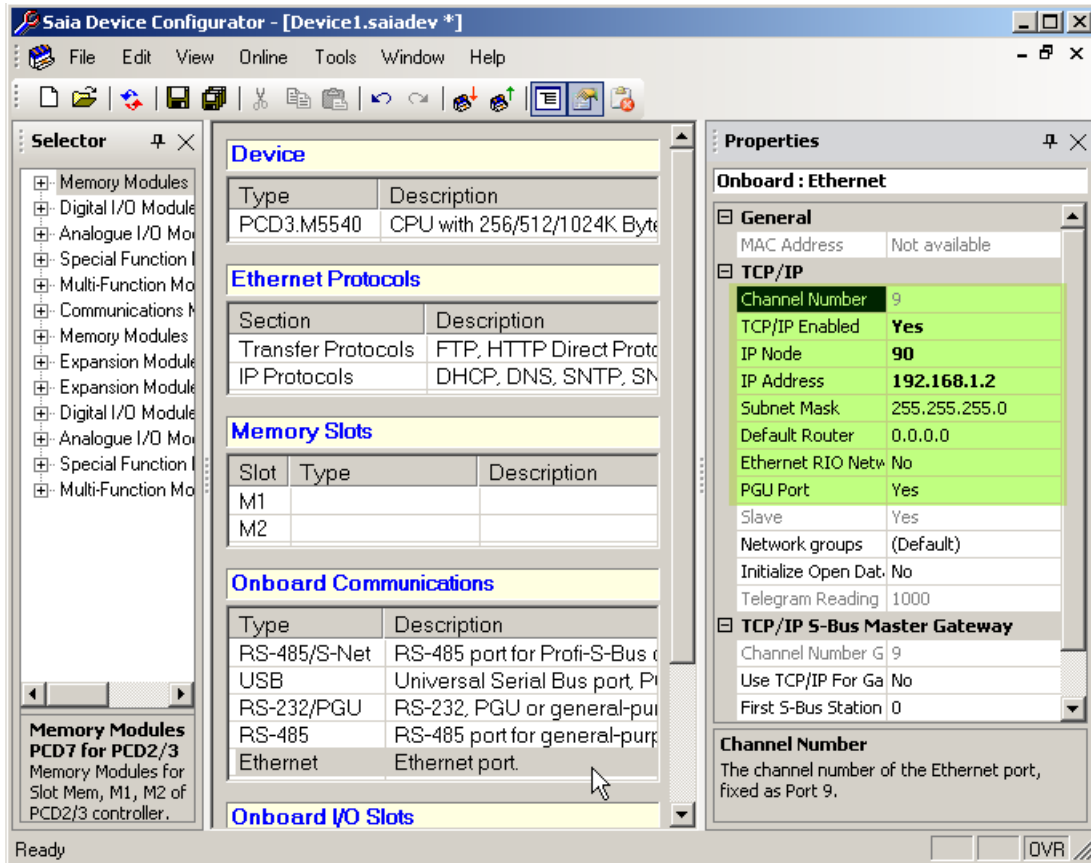 Saia Device Configurator - [Device1.saiadev *]
File Edit View Online Tools Window Help
Selector
Memory Modules
Digital I/O Module
Analogue I/O Mo
Special Function
Multi-Function Mo
Communications M
Memory Modules
Expansion Module
Expansion Module
Digital I/O Module
Analogue I/O Mo
Special Function
Multi-Function Mo
Memory Modules
PCD7 for PCD2/3
Memory Modules for
Slot Mem, M1, M2 of
PCD2/3 controller.
Device
Type Description
PCD3.M5540 CPU with 256/512/1024K Byte
Ethernet Protocols
Section Description
Transfer Protocols FTP, HTTP Direct Proto
IP Protocols DHCP, DNS, SNTP, SN
Memory Slots
Slot Type Description
M1
M2
Onboard Communications
Type Description
RS-485/S-Net RS-485 port for Profi-S-Bus
USB Universal Serial Bus port,
RS-232/PGU RS-232, PGU or general-pur
RS-485 RS-485 port for general-purp
Ethernet Ethernet port.
Onboard I/O Slots
Properties
Onboard : Ethernet
General
MAC Address Not available
TCP/IP
Channel Number 9
TCP/IP Enabled Yes
IP Node 90
IP Address 192.168.1.2
Subnet Mask 255.255.255.0
Default Router 0.0.0.0
Ethernet RIO Netw No
PGU Port Yes
Slave Yes
Network groups (Default)
Initialize Open Dat No
Telegram Reading 1000
TCP/IP S-Bus Master Gateway
Channel Number G 9
Use TCP/IP For Ga No
First S-Bus Station 0
Channel Number
The channel number of the Ethernet port,
fixed as Port 9.
Ready OVR